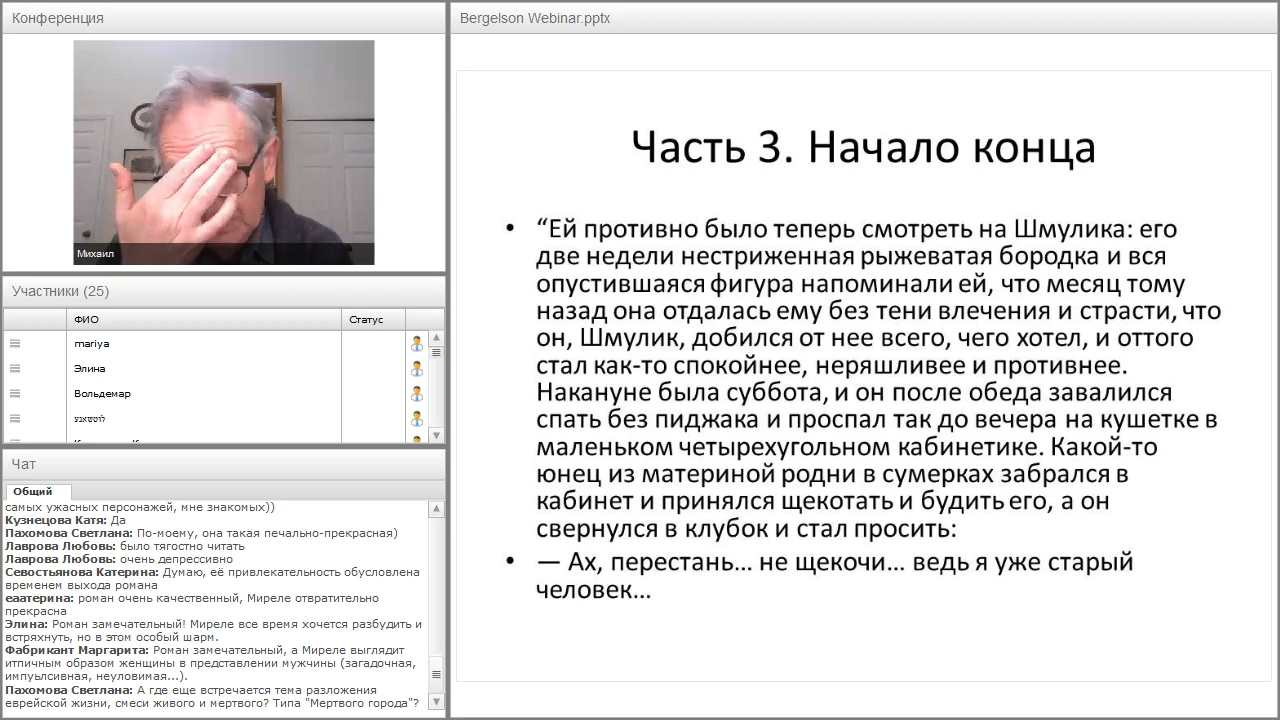 Конференция
Михаил
Участники (25)
ФИО
Статус
mariya
Элина
Вольдемар
Чат
Общий
самых ужасных персонажей, мне знакомых))
Кузнецова Катя: Да
Пахомова Светлана: По-моему, она такая печально-прекрасная)
Лаврова Любовь: было тягостно читать
Лаврова Любовь: очень депрессивно
Севостьянова Катерина: Думаю, её привлекательность обусловлена
временем выхода романа
еаатерина: роман очень качественный, Миреле отвратительно
прекрасна
Элина: Роман замечательный! Миреле все время хочется разбудить и
встряхнуть, но в этом особый шарм.
Фабрикант Маргарита: Роман замечательный, а Миреле выглядит
итпичным образом женщины в представлении мужчины (загадочная,
импуьлсивная, неуловимая...).
Пахомова Светлана: А где еще встречается тема разложения
еврейской жизни, смеси живого и мертвого? Типа "Мертвого города"?
Bergelson Webinar.pptx
Часть 3. Начало конца
• “Ей противно было теперь смотреть на Шмулика: его
две недели нестриженная рыжеватая бородка и вся
опустившаяся фигура напоминали ей, что месяц тому
назад она отдалась ему без тени влечения и страсти, что
он, Шмулик, добился от нее всего, чего хотел, и оттого
стал как-то спокойнее, неряшливее и противнее.
Накануне была суббота, и он после обеда завалился
спать без пиджака и проспал так до вечера на кушетке в
маленьком четырехугольном кабинетике. Какой-то
юнец из материной родни в сумерках забрался в
кабинет и принялся щекотать и будить его, а он
свернулся в клубок и стал просить:
• — Ах, перестань... не щекочи... ведь я уже старый
человек...